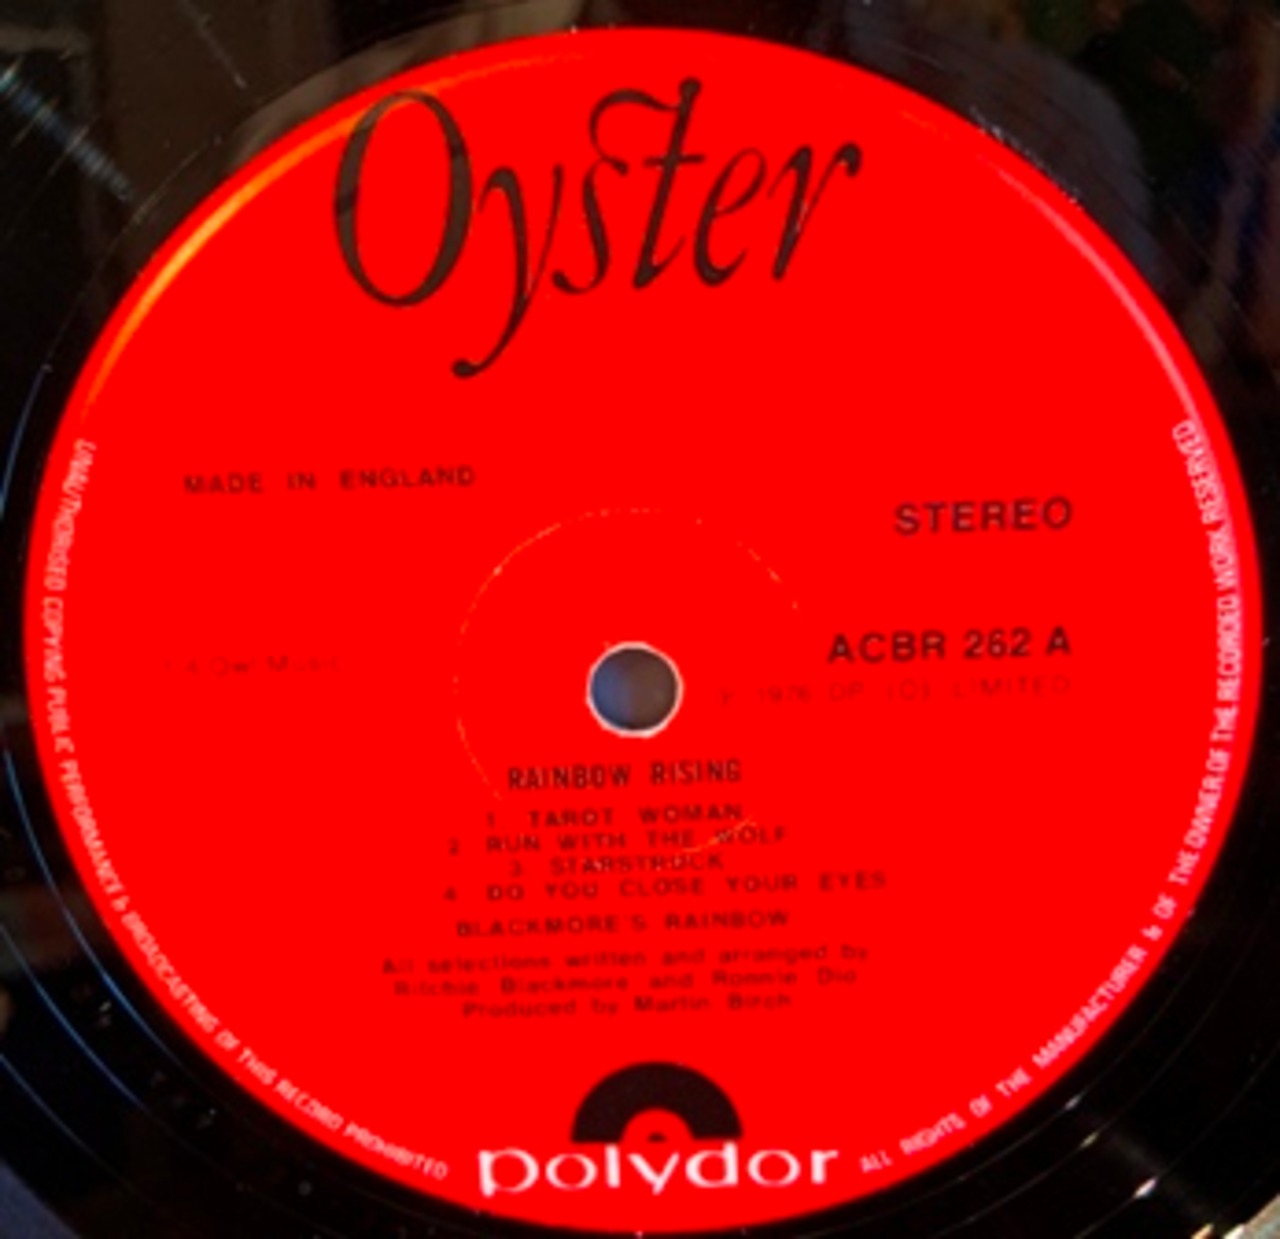 Oyster
MADE IN ENGLAND
STEREO
ACBR 262 A
1976 OP (O) LIMITED
RAINBOW RISING
1 TAROT WOMAN
2 RUN WITH THE WOLF
3 STARSTRUCK
4 DO YOU CLOSE YOUR EYES
BLACKMORE'S RAINBOW
All selections written and arranged by
Ritchie Blackmore and Ronnie Dio
Produced by Martin Birch
polydor
UNAUTHORISED COPYING PUBLIC PERFORMANCE & BROADCASTING OF THIS RECORD PROHIBITED
ALL RIGHTS OF THE MANUFACTURER & OF THE OWNER OF THE RECORDED WORK RESERVED